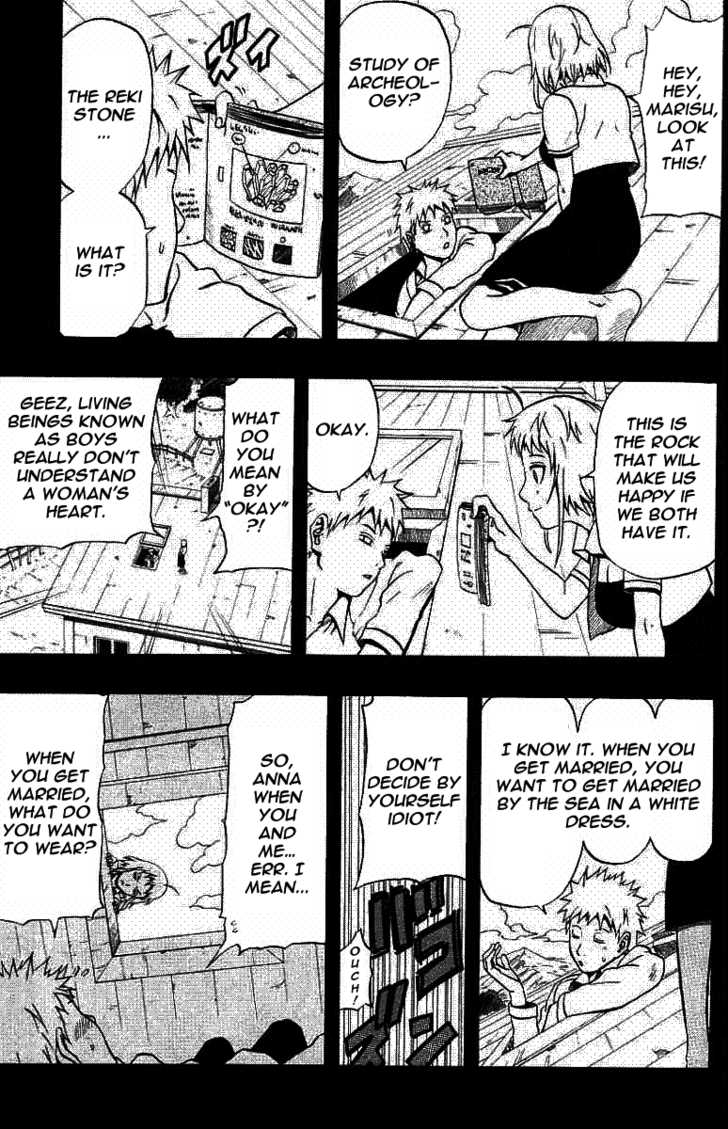 HEY,
HEY,
MARISU,
LOOK
AT
THIS!
STUDY OF
ARCHEOL-
OGY?
ズズイ
THE REKI
STONE
...
WHAT
IS IT?
THIS IS
THE ROCK
THAT WILL
MAKE US
HAPPY IF
WE BOTH
HAVE IT.
OKAY.
WHAT
DO
YOU
MEAN
BY
"OKAY"
?!
GEEZ, LIVING
BEINGS KNOWN
AS BOYS
REALLY DON'T
UNDERSTAND
A WOMAN'S
HEART.
I KNOW IT. WHEN YOU
GET MARRIED, YOU
WANT TO GET MARRIED
BY THE SEA IN A WHITE
DRESS.
DON'T
DECIDE BY
YOURSELF
IDIOT!
OUCH!
SO,
ANNA
WHEN
YOU
AND
ME...
ERR. I
MEAN...
WHEN
YOU GET
MARRIED,
WHAT DO
YOU WANT
TO WEAR?